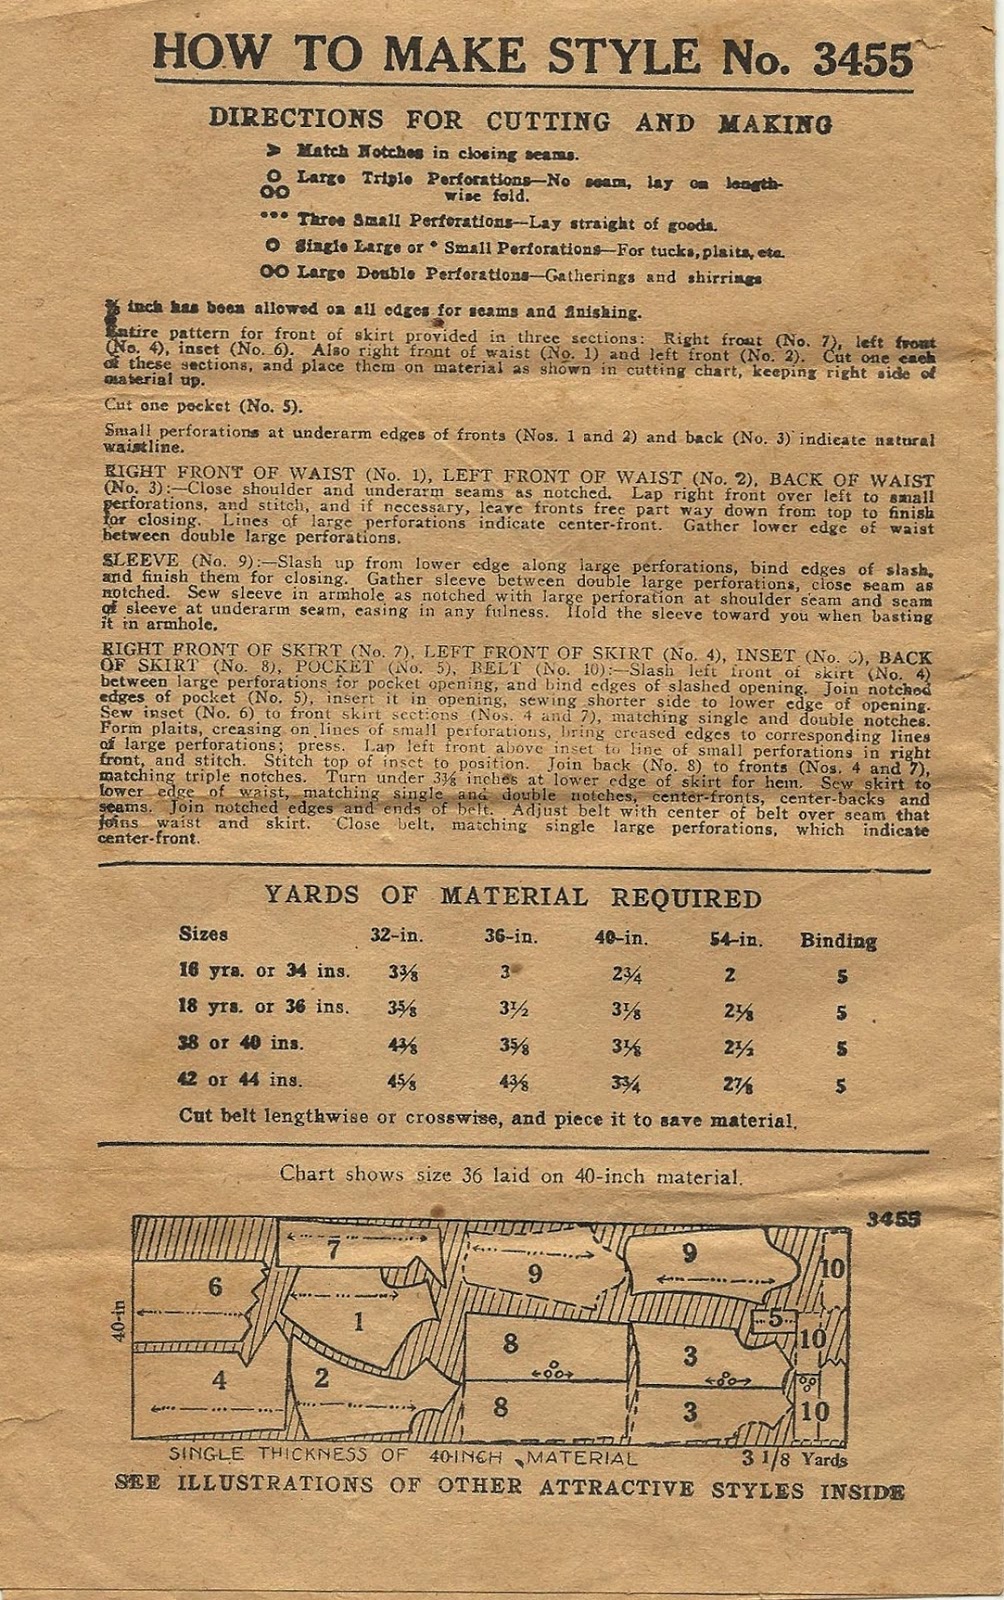 HOW TO MAKE STYLE No. 3455
DIRECTIONS FOR CUTTING AND MAKING
Match Notches in closing seams.
Large Triple Perforations—No seam, lay on length-
wise fold.
Three Small Perforations—Lay straight of goods.
Single Large or ° Small Perforations—For tucks, plaits, etc.
Large Double Perforations—Gatherings and shirrings
inch has been allowed on all edges for seams and finishing.
Entire pattern for front of skirt provided in three sections: Right front (No. 7), left front
(No. 4), inset (No. 6). Also right front of waist (No. 1) and left front (No. 2). Cut one each
of these sections, and place them on material as shown in cutting chart, keeping right side of
material up.
Cut one pocket (No. 5).
Small perforations at underarm edges of fronts (Nos. 1 and 2) and back (No. 3) indicate natural
waistline.
RIGHT FRONT OF WAIST (No. 1), LEFT FRONT OF WAIST (No. 2), BACK OF WAIST
(No. 3):—Close shoulder and underarm seams as notched. Lap right front over left to small
perforations, and stitch, and if necessary, leave fronts free part way down from top to finish
for closing. Lines of large perforations indicate center-front. Gather lower edge of waist
between double large perforations.
SLEEVE (No. 9):—Slash up from lower edge along large perforations, bind edges of slash,
and finish them for closing. Gather sleeve between double large perforations, close seam as
notched. Sew sleeve in armhole as notched with large perforation at shoulder seam and seam
of sleeve at underarm seam, easing in any fulness. Hold the sleeve toward you when basting
it in armhole.
RIGHT FRONT OF SKIRT (No. 7), LEFT FRONT OF SKIRT (No. 4), INSET (No. ), BACK
OF SKIRT (No. 8), POCKET (No. 5), BELT (No. 10):—Slash left front of skirt (No. 4)
between large perforations for pocket opening, and bind edges of slashed opening. Join notched
edges of pocket (No. 5), insert it in opening, sewing shorter side to lower edge of opening.
Sew inset (No. 6) to front skirt sections (Nos. 4 and 7), matching single and double notches.
Form plaits, creasing on lines of small perforations, bring creased edges to corresponding lines
of large perforations; press. Lap left front above inset to line of small perforations in right
front, and stitch. Stitch top of inset to position. Join back (No. 8) to fronts (Nos. 4 and 7),
matching triple notches. Turn under 3⅜ inches at lower edge of skirt for hem. Sew skirt to
lower edge of waist, matching single and double notches, center-fronts, center-backs and
seams. Join notched edges and ends of belt. Adjust belt with center of belt over seam that
joins waist and skirt. Close belt, matching single large perforations, which indicate
center-front.
YARDS OF MATERIAL REQUIRED
Sizes 32-in. 36-in. 40-in. 54-in. Binding
16 yrs. or 34 ins. 3⅜ 3 2¾ 2 5
18 yrs. or 36 ins. 3⅝ 3½ 3⅛ 2⅛ 5
38 or 40 ins. 4⅜ 3⅝ 3⅛ 2½ 5
42 or 44 ins. 4⅝ 4⅜ 3¾ 2⅞ 5
Cut belt lengthwise or crosswise, and piece it to save material.
Chart shows size 36 laid on 40-inch material.
3455
7
9
9
10
6
1
5
8
3
10
4
2
8
3
10
40-in
SINGLE THICKNESS OF 40-INCH MATERIAL 3 1/8 Yards
SEE ILLUSTRATIONS OF OTHER ATTRACTIVE STYLES INSIDE